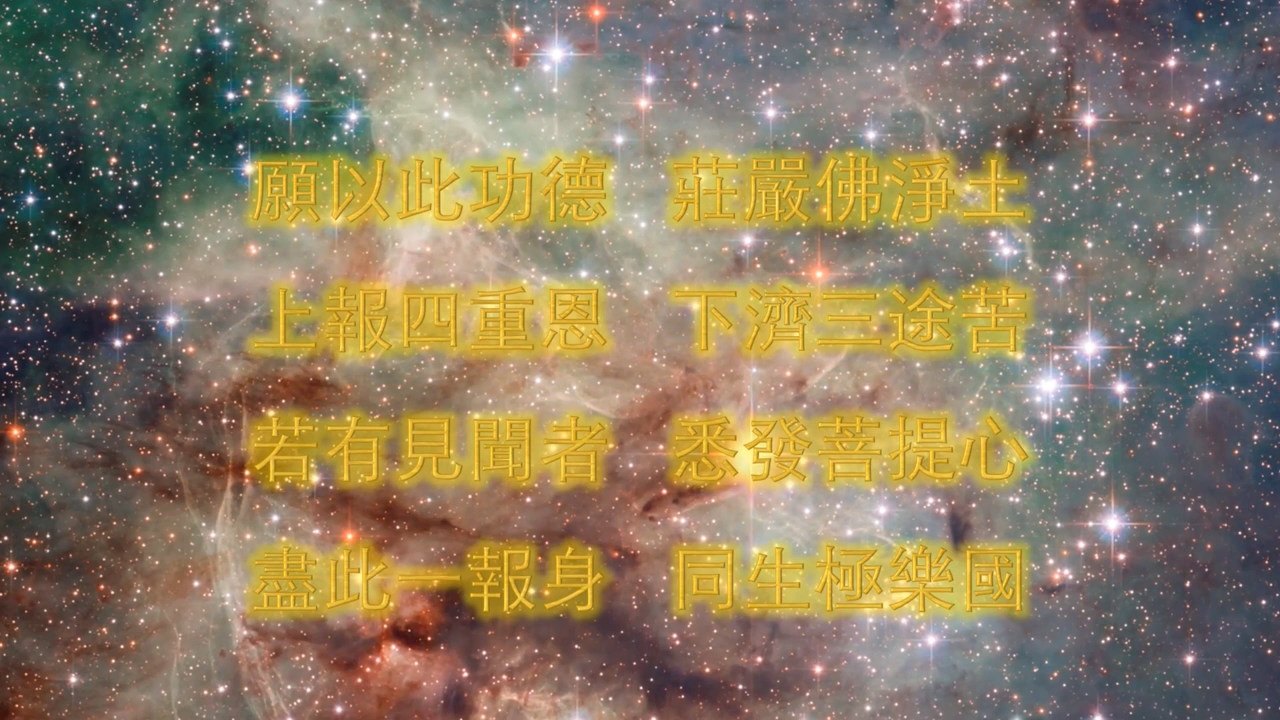 願以此功德　莊嚴佛淨土
上報四重恩　下濟三途苦
若有見聞者　悉發菩提心
盡此一報身　同生極樂國